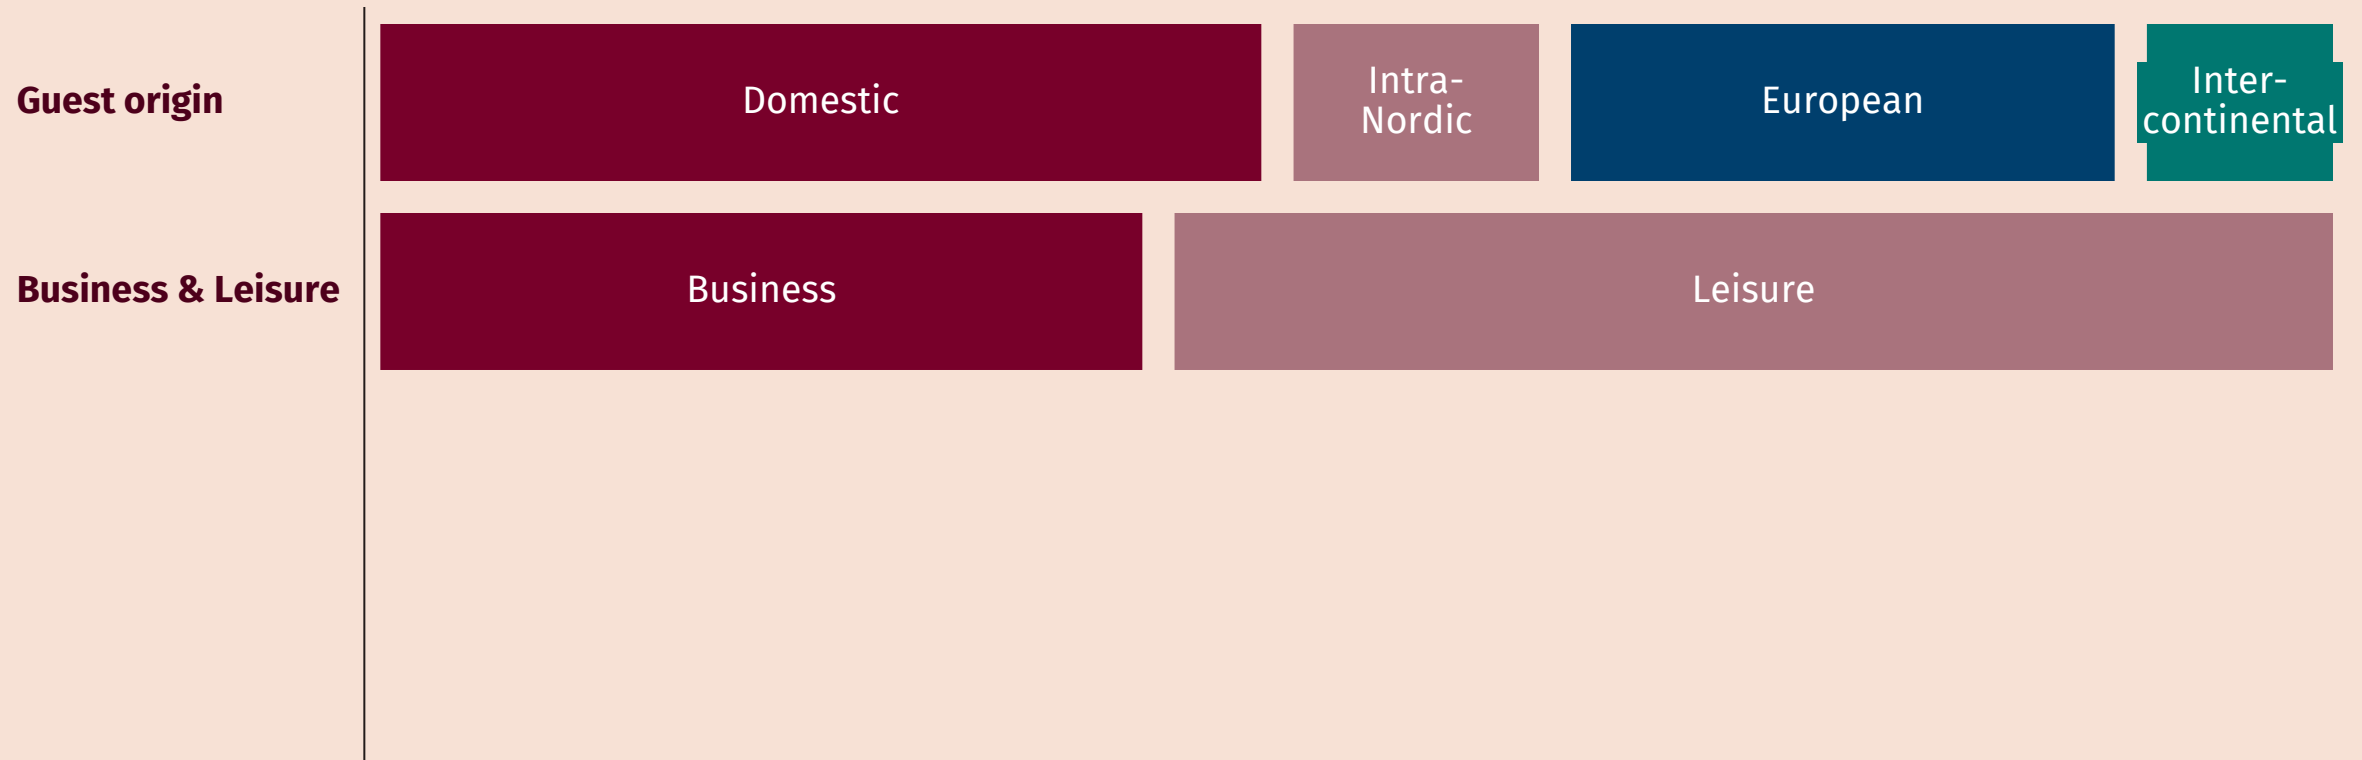 Guest origin
Domestic
Intra-
Nordic
European
Inter-
continental
Business & Leisure
Business
Leisure